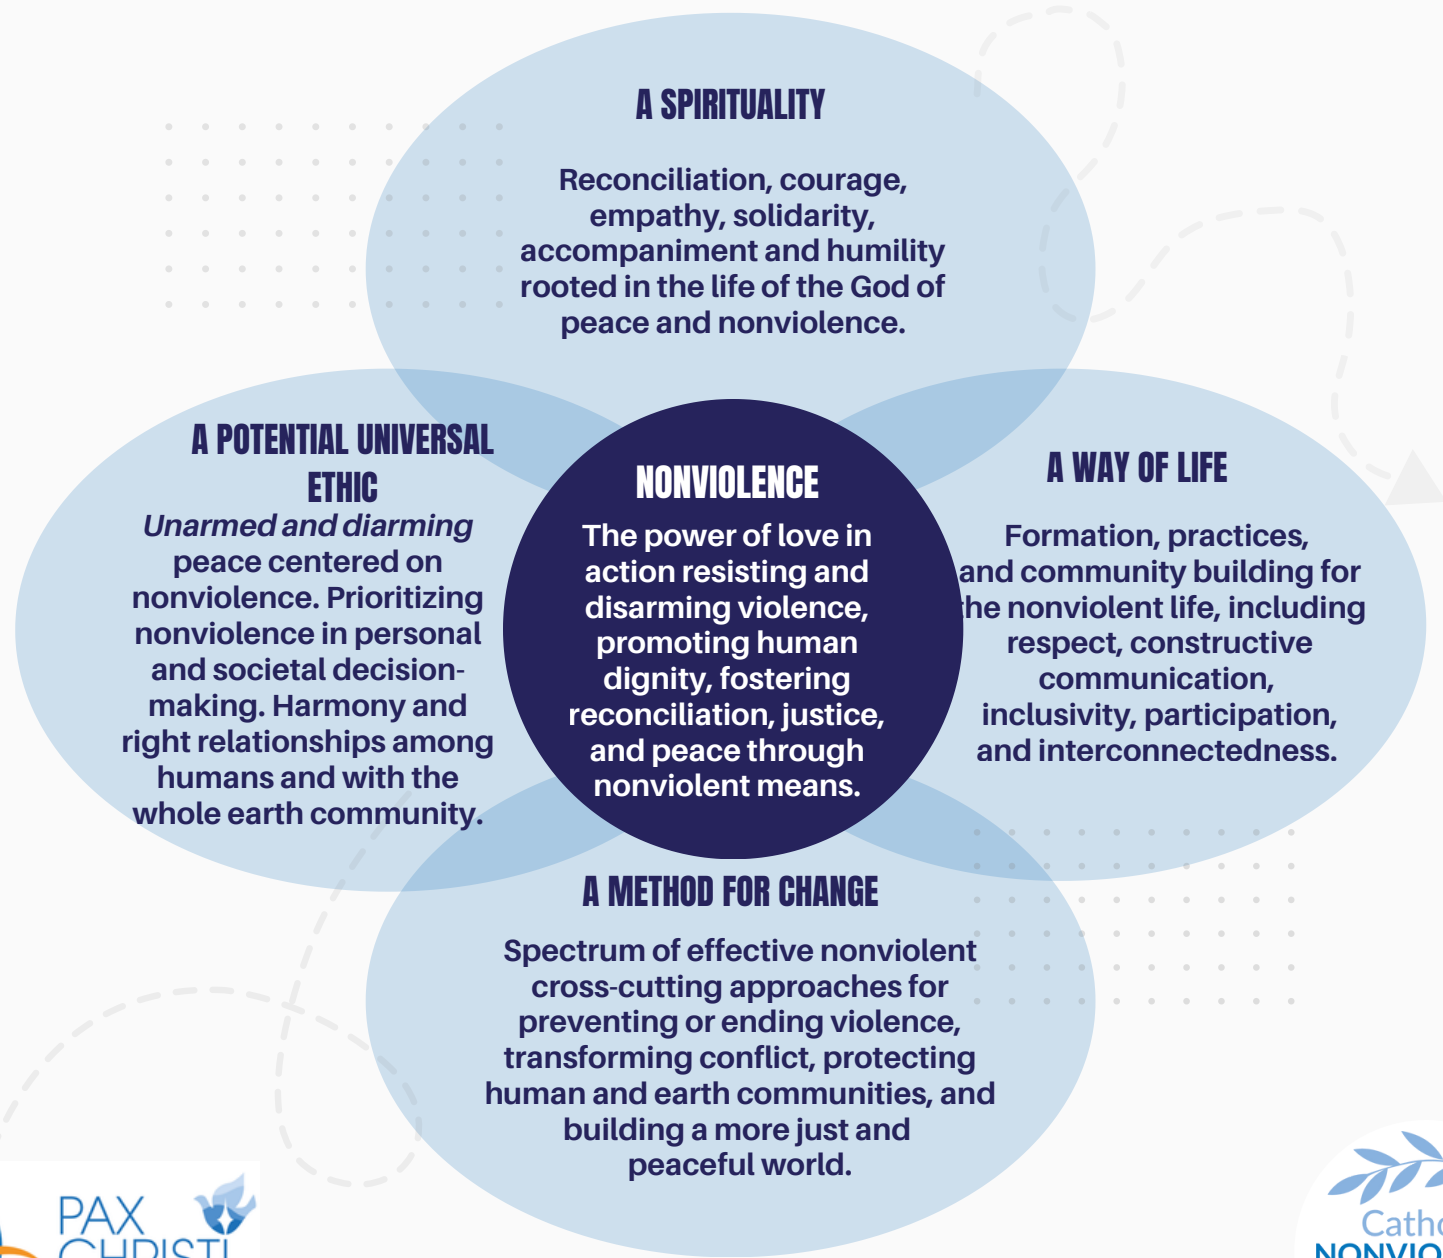 A SPIRITUALITY
Reconciliation, courage,
empathy, solidarity,
accompaniment and humility
rooted in the life of the God of
peace and nonviolence.
A POTENTIAL UNIVERSAL
ETHIC
Unarmed and diarming
peace centered on
nonviolence. Prioritizing
nonviolence in personal
and societal decision-
making. Harmony and
right relationships among
humans and with the
whole earth community.
NONVIOLENCE
The power of love in
action resisting and
disarming violence,
promoting human
dignity, fostering
reconciliation, justice,
and peace through
nonviolent means.
A WAY OF LIFE
Formation, practices,
and community building for
the nonviolent life, including
respect, constructive
communication,
inclusivity, participation,
and interconnectedness.
A METHOD FOR CHANGE
Spectrum of effective nonviolent
cross-cutting approaches for
preventing or ending violence,
transforming conflict, protecting
human and earth communities, and
building a more just and
peaceful world.
PAX
CHRISTI